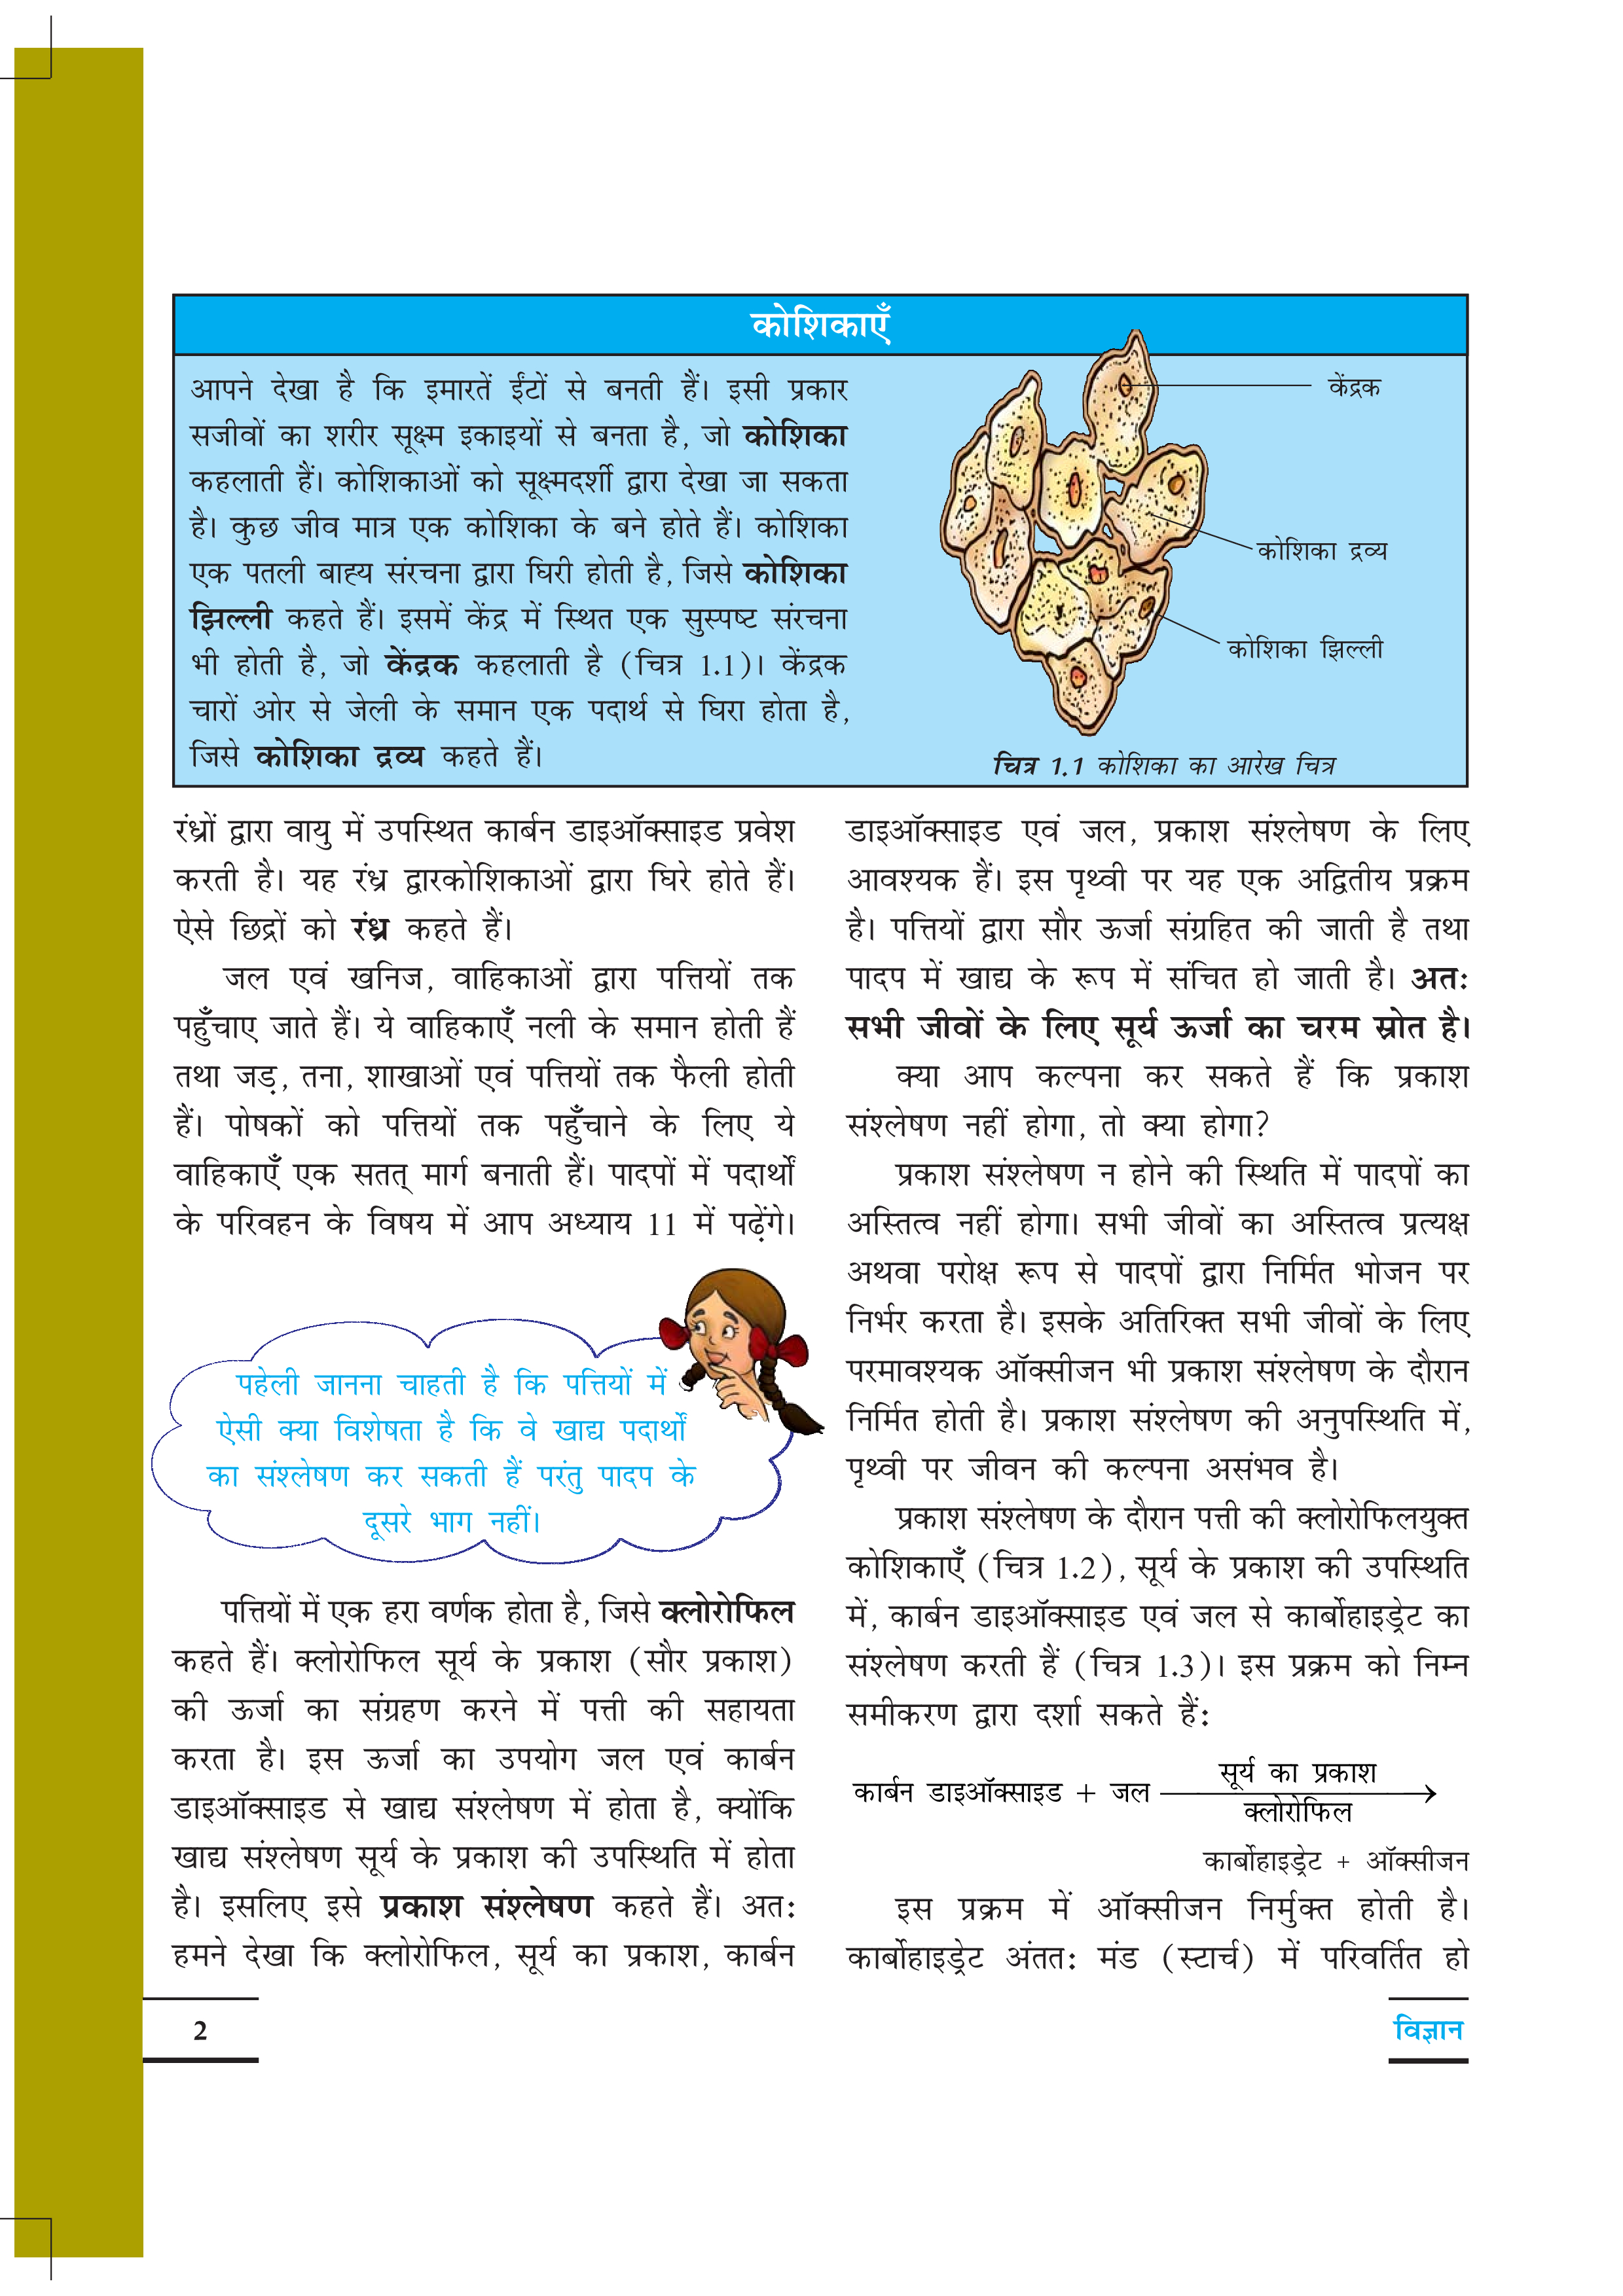 कोशिकाएँ
आपने देखा है कि इमारतें ईंटों से बनती हैं। इसी प्रकार
सजीवों का शरीर सूक्ष्म इकाइयों से बनता है, जो कोशिका
कहलाती हैं। कोशिकाओं को सूक्ष्मदर्शी द्वारा देखा जा सकता
है। कुछ जीव मात्र एक कोशिका के बने होते हैं। कोशिका
एक पतली बाह्य संरचना द्वारा घिरी होती है, जिसे कोशिका
झिल्ली कहते हैं। इसमें केंद्र में स्थित एक सुस्पष्ट संरचना
भी होती है, जो केंद्रक कहलाती है (चित्र 1.1)। केंद्रक
चारों ओर से जेली के समान एक पदार्थ से घिरा होता है,
जिसे कोशिका द्रव्य कहते हैं।
केंद्रक
कोशिका द्रव्य
कोशिका झिल्ली
चित्र 1.1 कोशिका का आरेख चित्र
रंध्रों द्वारा वायु में उपस्थित कार्बन डाइऑक्साइड प्रवेश
करती है। यह रंध्र द्वारकोशिकाओं द्वारा घिरे होते हैं।
ऐसे छिद्रों को रंध्र कहते हैं।
जल एवं खनिज, वाहिकाओं द्वारा पत्तियों तक
पहुँचाए जाते हैं। ये वाहिकाएँ नली के समान होती हैं
तथा जड़, तना, शाखाओं एवं पत्तियों तक फैली होती
हैं। पोषकों को पत्तियों तक पहुँचाने के लिए ये
वाहिकाएँ एक सतत् मार्ग बनाती हैं। पादपों में पदार्थों
के परिवहन के विषय में आप अध्याय 11 में पढ़ेंगे।
पहेली जानना चाहती है कि पत्तियों में
ऐसी क्या विशेषता है कि वे खाद्य पदार्थों
का संश्लेषण कर सकती हैं परंतु पादप के
दूसरे भाग नहीं।
पत्तियों में एक हरा वर्णक होता है, जिसे क्लोरोफिल
कहते हैं। क्लोरोफिल सूर्य के प्रकाश (सौर प्रकाश)
की ऊर्जा का संग्रहण करने में पत्ती की सहायता
करता है। इस ऊर्जा का उपयोग जल एवं कार्बन
डाइऑक्साइड से खाद्य संश्लेषण में होता है, क्योंकि
खाद्य संश्लेषण सूर्य के प्रकाश की उपस्थिति में होता
है। इसलिए इसे प्रकाश संश्लेषण कहते हैं। अतः
हमने देखा कि क्लोरोफिल, सूर्य का प्रकाश, कार्बन
डाइऑक्साइड एवं जल, प्रकाश संश्लेषण के लिए
आवश्यक हैं। इस पृथ्वी पर यह एक अद्वितीय प्रक्रम
है। पत्तियों द्वारा सौर ऊर्जा संग्रहित की जाती है तथा
पादप में खाद्य के रूप में संचित हो जाती है। अतः
सभी जीवों के लिए सूर्य ऊर्जा का चरम स्रोत है।
क्या आप कल्पना कर सकते हैं कि प्रकाश
संश्लेषण नहीं होगा, तो क्या होगा?
प्रकाश संश्लेषण न होने की स्थिति में पादपों का
अस्तित्व नहीं होगा। सभी जीवों का अस्तित्व प्रत्यक्ष
अथवा परोक्ष रूप से पादपों द्वारा निर्मित भोजन पर
निर्भर करता है। इसके अतिरिक्त सभी जीवों के लिए
परमावश्यक ऑक्सीजन भी प्रकाश संश्लेषण के दौरान
निर्मित होती है। प्रकाश संश्लेषण की अनुपस्थिति में,
पृथ्वी पर जीवन की कल्पना असंभव है।
प्रकाश संश्लेषण के दौरान पत्ती की क्लोरोफिलयुक्त
कोशिकाएँ (चित्र 1.2), सूर्य के प्रकाश की उपस्थिति
में, कार्बन डाइऑक्साइड एवं जल से कार्बोहाइड्रेट का
संश्लेषण करती हैं (चित्र 1.3)। इस प्रक्रम को निम्न
समीकरण द्वारा दर्शा सकते हैं:
सूर्य का प्रकाश
कार्बन डाइऑक्साइड + जल ⟶
क्लोरोफिल
कार्बोहाइड्रेट + ऑक्सीजन
इस प्रक्रम में ऑक्सीजन निर्मुक्त होती है।
कार्बोहाइड्रेट अंततः मंड (स्टार्च) में परिवर्तित हो
2
विज्ञान